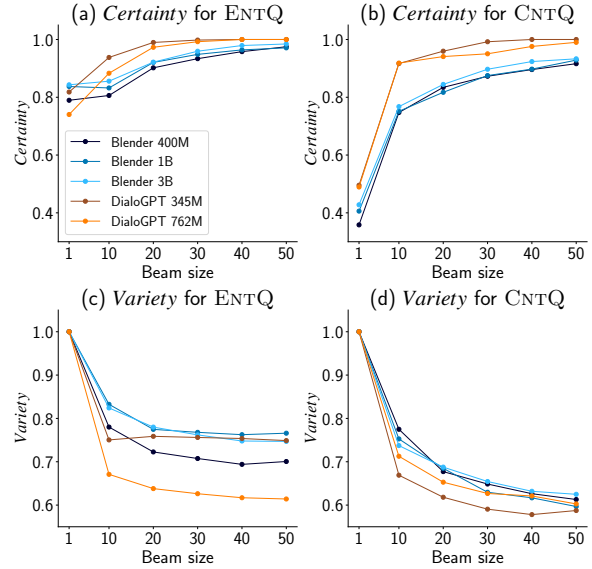 (a) Certainty for ENTQ
1.0
0.8
0.6
0.4
Certainty
Blender 400M
Blender 1B
Blender 3B
DialoGPT 345M
DialoGPT 762M
1 10 20 30 40 50
Beam size
(b) Certainty for CNTQ
1.0
0.8
0.6
0.4
Certainty
1 10 20 30 40 50
Beam size
(c) Variety for ENTQ
1.0
0.9
0.8
0.7
0.6
Variety
1 10 20 30 40 50
Beam size
(d) Variety for CNTQ
1.0
0.9
0.8
0.7
0.6
Variety
1 10 20 30 40 50
Beam size